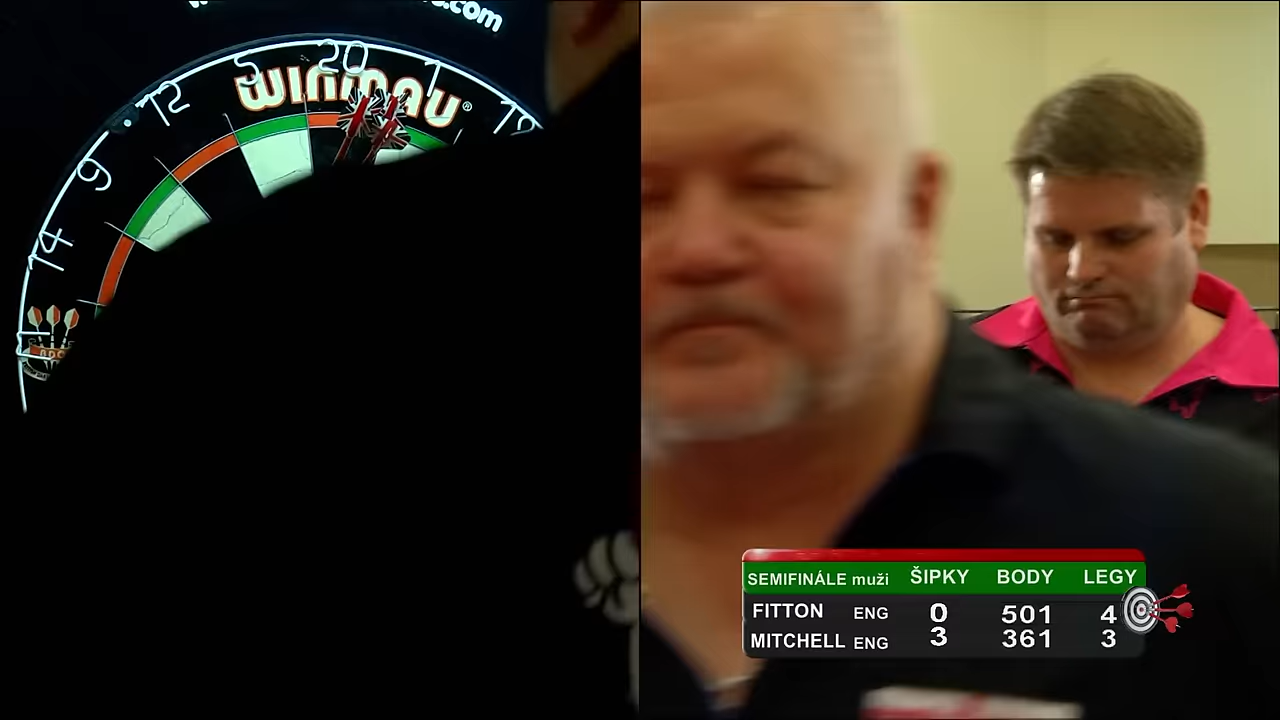 .com
20
5
1
12
WINMAU®
9
14
SEMIFINÁLE muži ŠIPKY BODY LEGY
FITTON ENG 0 501 4
MITCHELL ENG 3 361 3